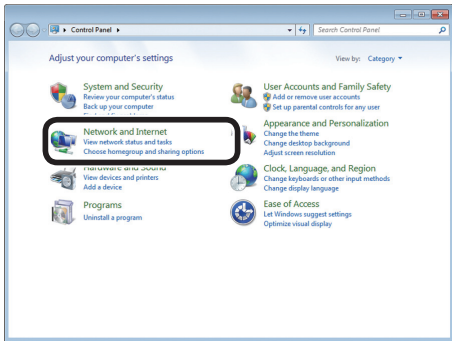 Control Panel
Search Control Panel
Adjust your computer's settings
View by: Category
System and Security
Review your computer's status
Back up your computer
Network and Internet
View network status and tasks
Choose homegroup and sharing options
Hardware and Sound
View devices and printers
Add a device
Programs
Uninstall a program
User Accounts and Family Safety
Add or remove user accounts
Set up parental controls for any user
Appearance and Personalization
Change the theme
Change desktop background
Adjust screen resolution
Clock, Language, and Region
Change keyboards or other input methods
Change display language
Ease of Access
Let Windows suggest settings
Optimize visual display